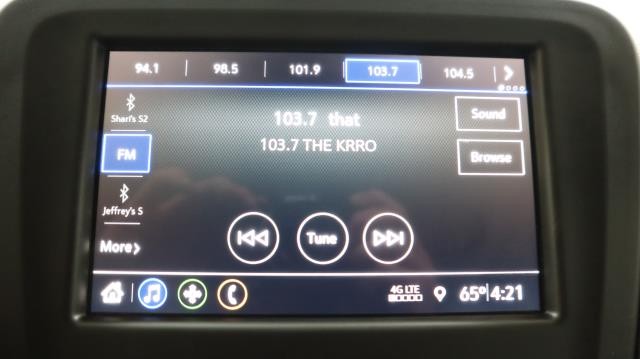 94.1 98.5 101.9 103.7 104.5
Shari's S2
103.7 that
Sound
103.7 THE KRRO
FM
Browse
Jeffrey's S
More
Tune
4G LTE
65° 4:21